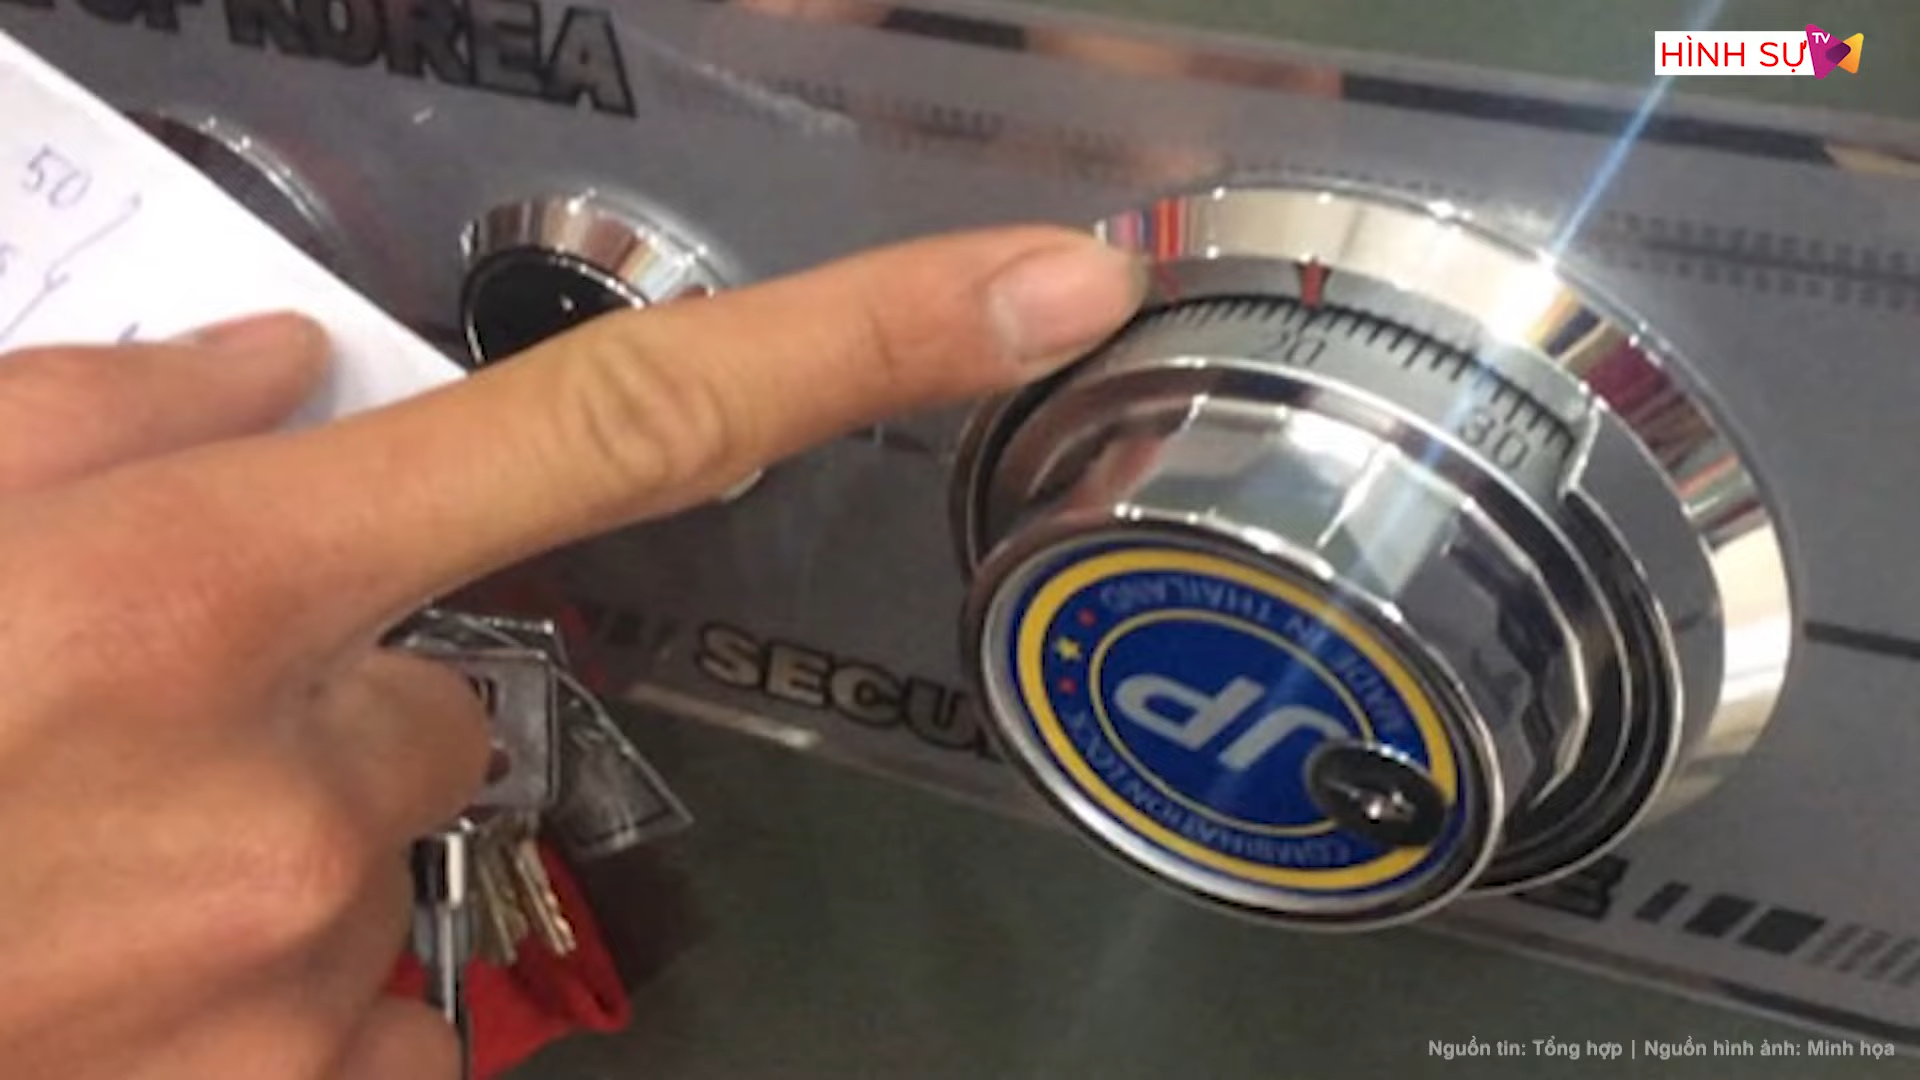 OF KOREA
HÌNH SỰ TV
50
20
30
MADE IN THAILAND
JP
COMBINATION LOCK
Nguồn tin: Tổng hợp | Nguồn hình ảnh: Minh họa